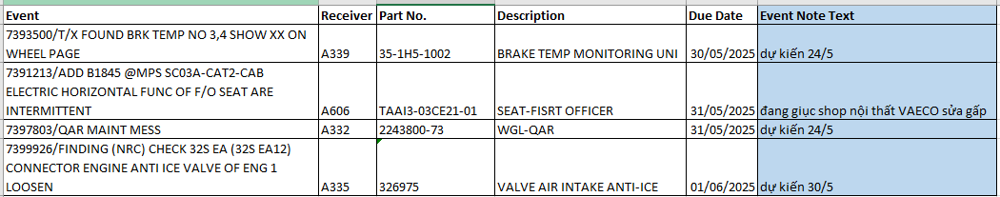 Event Receiver Part No. Description Due Date Event Note Text
7393500/T/X FOUND BRK TEMP NO 3,4 SHOW XX ON
WHEEL PAGE A339 35-1H5-1002 BRAKE TEMP MONITORING UNI 30/05/2025 dự kiến 24/5
7391213/ADD B1845 @MPS SC03A-CAT2-CAB
ELECTRIC HORIZONTAL FUNC OF F/O SEAT ARE
INTERMITTENT A606 TAAI3-03CE21-01 SEAT-FISRT OFFICER 31/05/2025 đang giục shop nội thất VAECO sửa gấp
7397803/QAR MAINT MESS A332 2243800-73 WGL-QAR 31/05/2025 dự kiến 24/5
7399926/FINDING (NRC) CHECK 32S EA (32S EA12)
CONNECTOR ENGINE ANTI ICE VALVE OF ENG 1
LOOSEN A335 326975 VALVE AIR INTAKE ANTI-ICE 01/06/2025 dự kiến 30/5